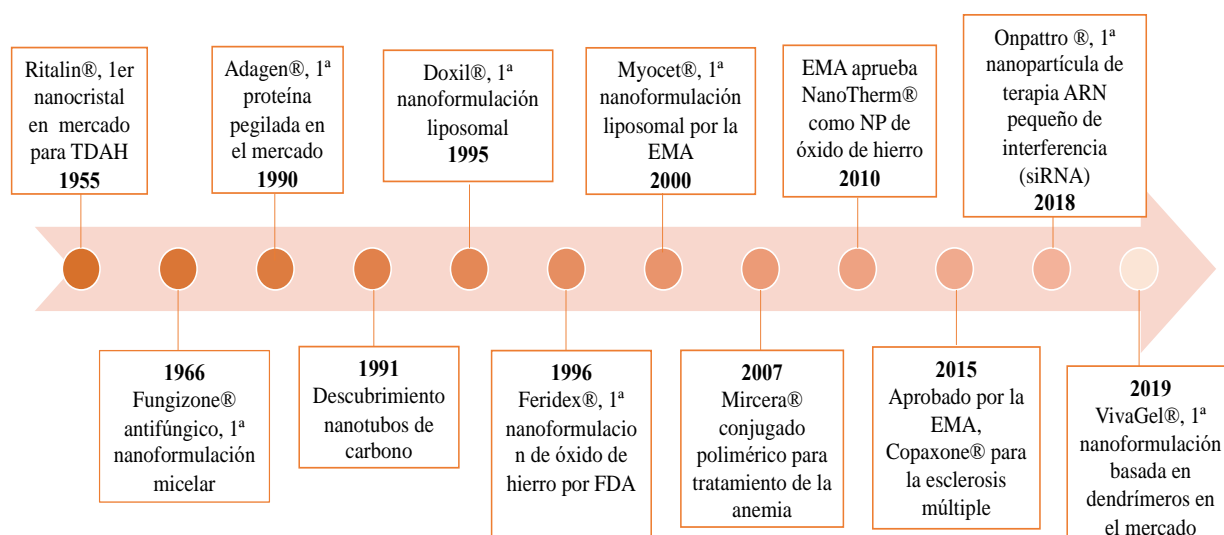 Ritalin®, 1er
nanocristal
en mercado
para TDAH
1955
Adagen®, 1ª
proteína
pegilada en
el mercado
1990
Doxil®, 1ª
nanoformulación
liposomal
1995
Myocet®, 1ª
nanoformulación
liposomal por la
EMA
2000
EMA aprueba
NanoTherm®
como NP de
óxido de hierro
2010
Onpattro ®, 1ª
nanopartícula de
terapia ARN
pequeño de
interferencia
(siRNA)
2018
1966
Fungizone®
antifúngico, 1ª
nanoformulación
micelar
1991
Descubrimiento
nanotubos de
carbono
1996
Feridex®, 1ª
nanoformulacio
n de óxido de
hierro por FDA
2007
Mircera®
conjugado
polimérico para
tratamiento de la
anemia
2015
Aprobado por la
EMA,
Copaxone® para
la esclerosis
múltiple
2019
VivaGel®, 1ª
nanoformulación
basada en
dendrímeros en
el mercado